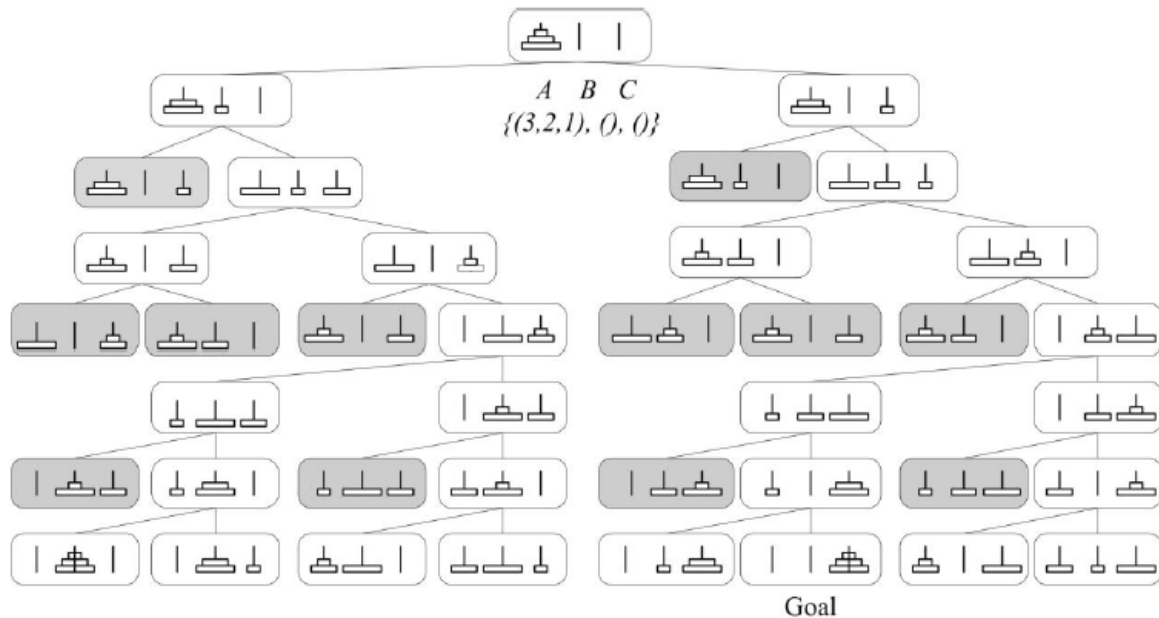 A B C
{(3,2,1), (), ()}
Goal